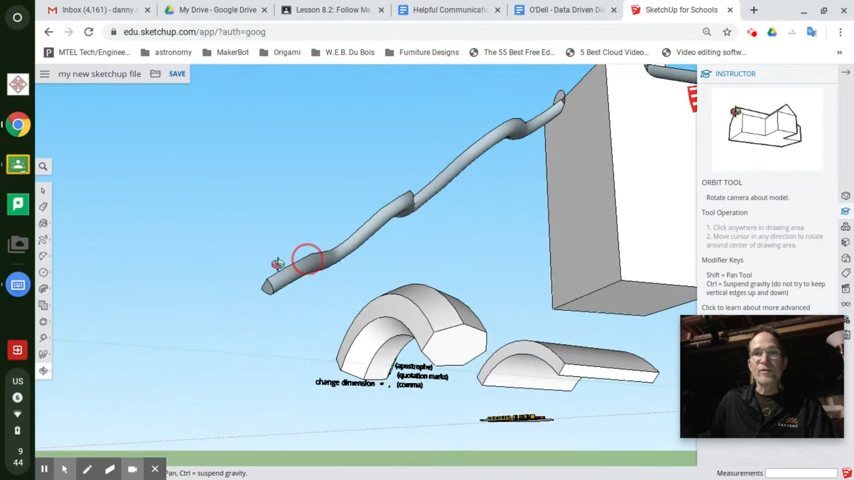 Inbox (4,161) - danny.
My Drive - Google Drive
Lesson 8.2: Follow Me
Helpful Communication
O'Dell - Data Driven Di
SketchUp for Schools
edu.sketchup.com/app/?auth=goog
MTEL Tech/Enginee...
astronomy
MakerBot
Origami
W.E.B. Du Bois
Furniture Designs
The 55 Best Free Ed...
5 Best Cloud Video...
Video editing softwa...
my new sketchup file
SAVE
INSTRUCTOR
ORBIT TOOL
Rotate camera about model.
Tool Operation
1. Click anywhere in drawing area.
2. Move cursor in any direction to rotate
around center of drawing area.
Modifier Keys
Shift = Pan Tool
Ctrl = Suspend gravity (do not try to keep
vertical edges up and down)
Click to learn about more advanced
change dimension = ,
(apostrophe)
(quotation marks)
(comma)
US
6
9
44
Pan, Ctrl = suspend gravity.
Measurements